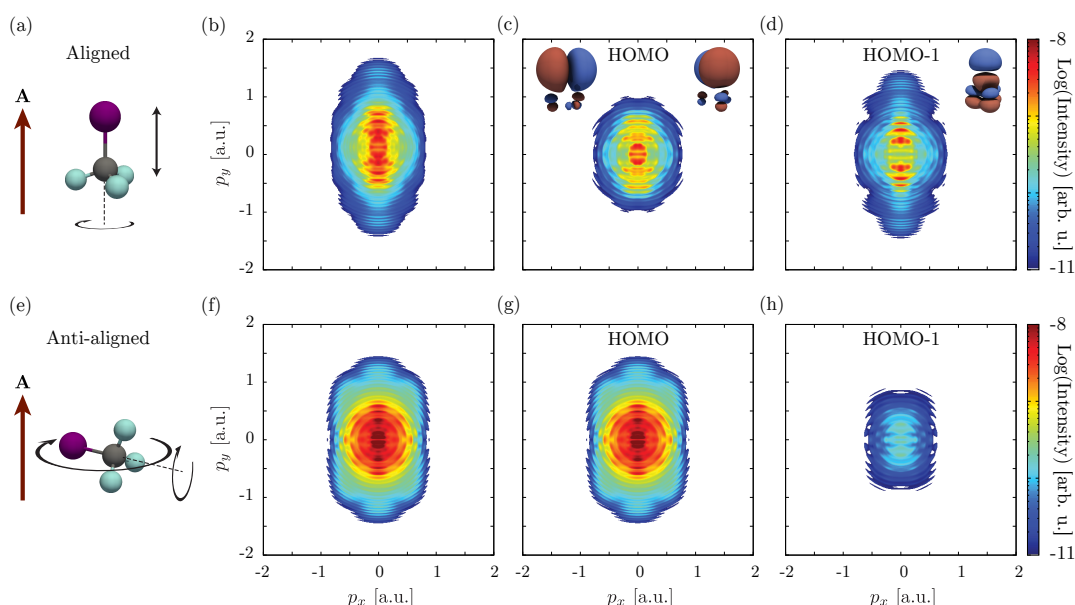 (a)
Aligned
A
(b)
2
1
0
-1
-2
p_y [a.u.]
(c)
HOMO
(d)
HOMO-1
-8
Log(Intensity) [arb. u.]
-11
(e)
Anti-aligned
A
(f)
2
1
0
-1
-2
p_y [a.u.]
-2 -1 0 1 2
p_x [a.u.]
(g)
HOMO
-2 -1 0 1 2
p_x [a.u.]
(h)
HOMO-1
-2 -1 0 1 2
p_x [a.u.]
-8
Log(Intensity) [arb. u.]
-11